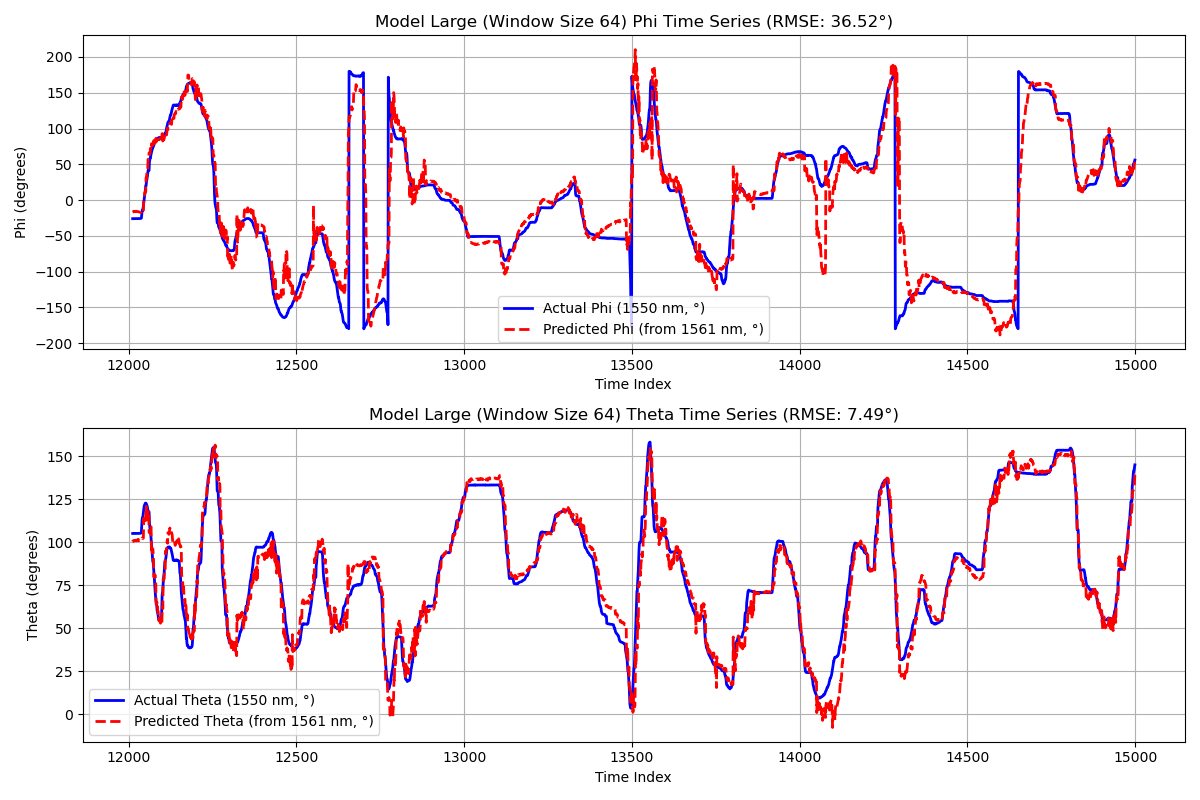 Model Large (Window Size 64) Phi Time Series (RMSE: 36.52°)
Phi (degrees)
200
150
100
50
0
−50
−100
−150
−200
Actual Phi (1550 nm, °)
Predicted Phi (from 1561 nm, °)
12000 12500 13000 13500 14000 14500 15000
Time Index
Model Large (Window Size 64) Theta Time Series (RMSE: 7.49°)
Theta (degrees)
150
125
100
75
50
25
0
Actual Theta (1550 nm, °)
Predicted Theta (from 1561 nm, °)
12000 12500 13000 13500 14000 14500 15000
Time Index